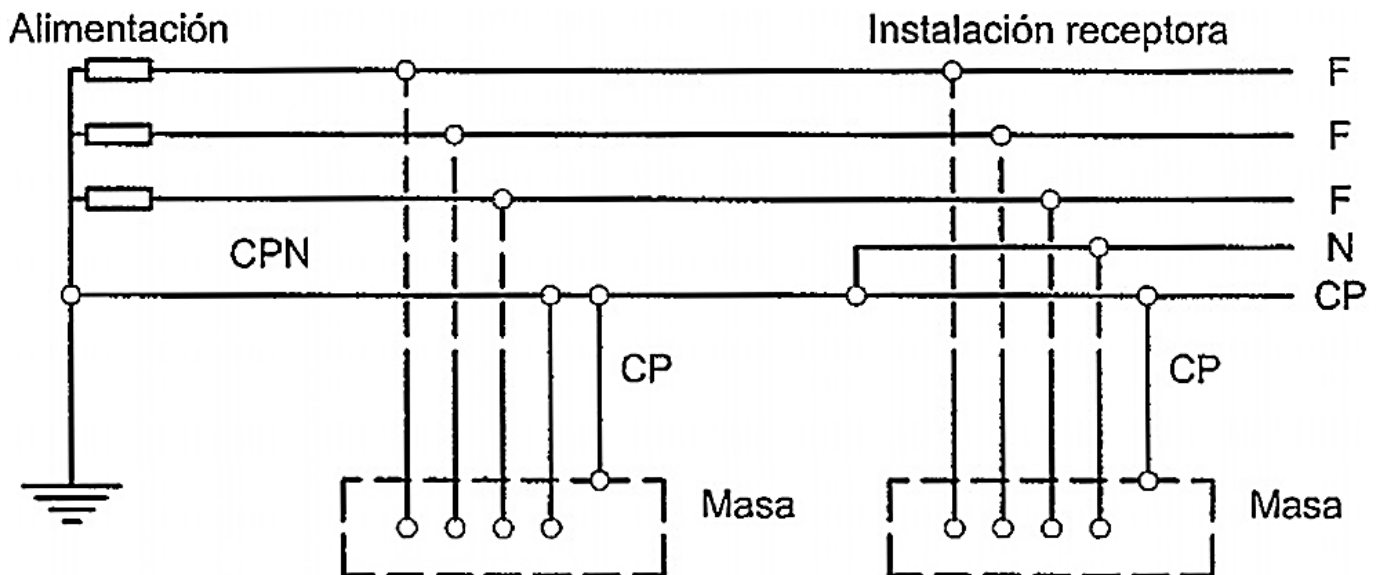 Alimentación
Instalación receptora
F
F
F
CPN
N
CP
CP
CP
Masa
Masa